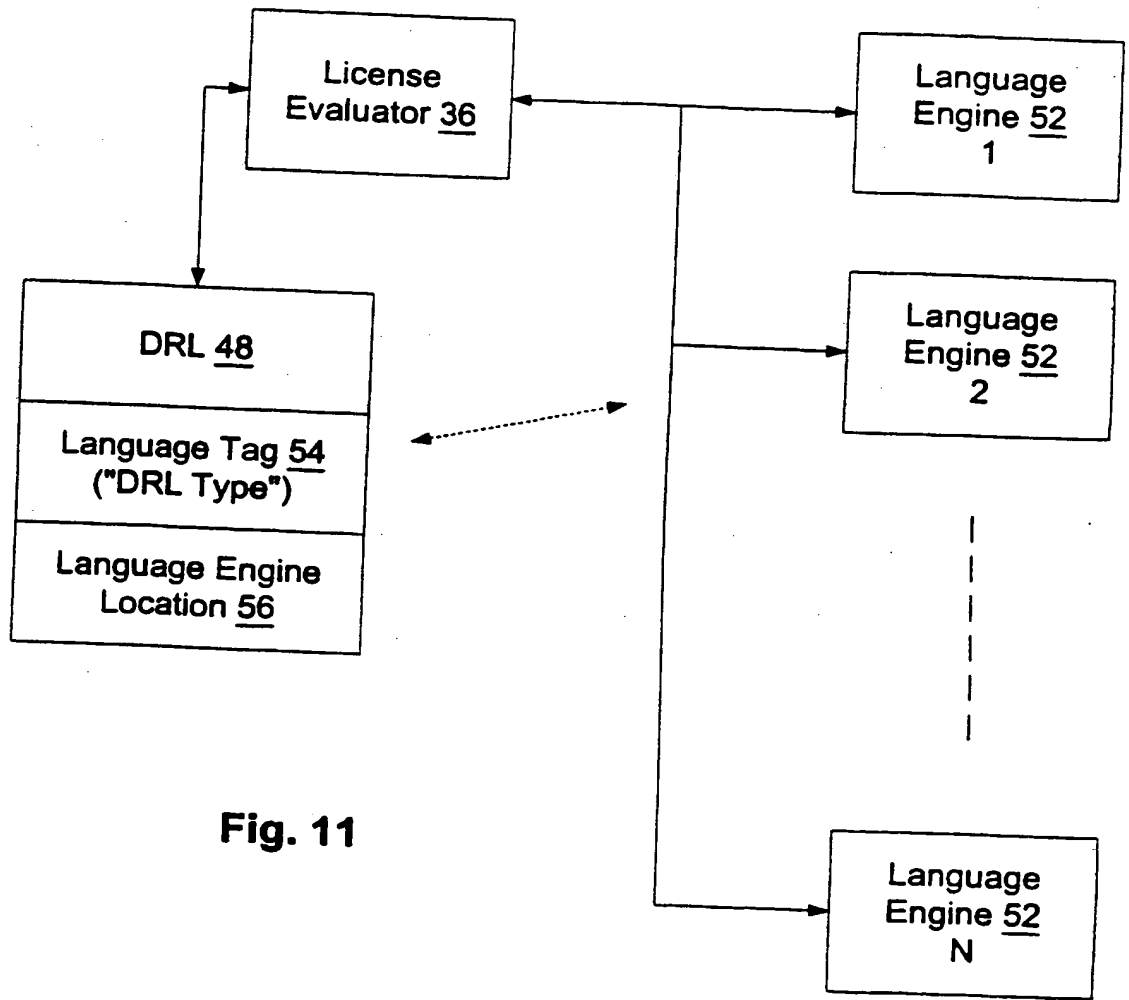 License
Evaluator 36
Language
Engine 52
1
DRL 48
Language Tag 54
("DRL Type")
Language Engine
Location 56
Language
Engine 52
2
Language
Engine 52
N
Fig. 11